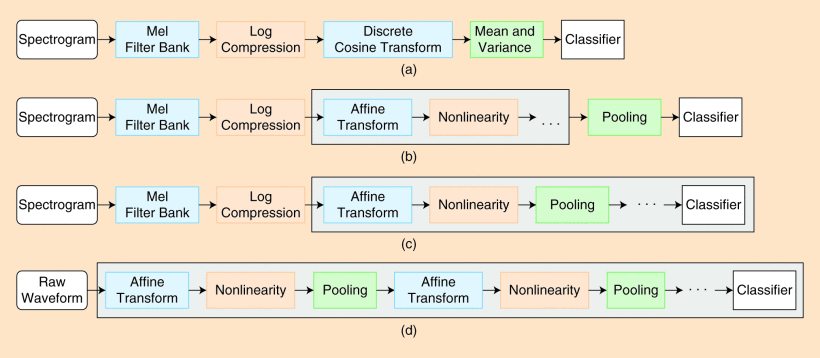 Spectrogram
Mel
Filter Bank
Log
Compression
Discrete
Cosine Transform
Mean and
Variance
Classifier
(a)
Spectrogram
Mel
Filter Bank
Log
Compression
Affine
Transform
Nonlinearity
. . .
Pooling
Classifier
(b)
Spectrogram
Mel
Filter Bank
Log
Compression
Affine
Transform
Nonlinearity
Pooling
. . .
Classifier
(c)
Raw
Waveform
Affine
Transform
Nonlinearity
Pooling
Affine
Transform
Nonlinearity
Pooling
. . .
Classifier
(d)